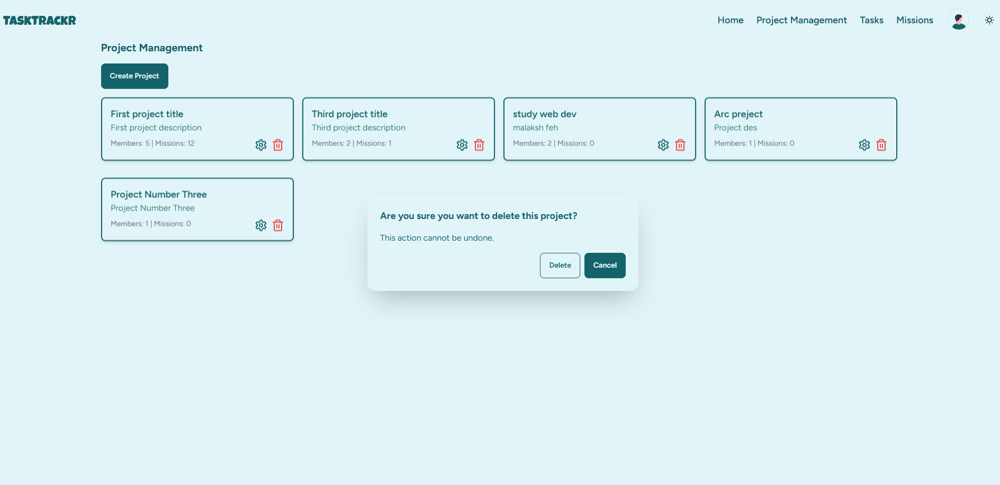 TASKTRACKR
Home Project Management Tasks Missions
Project Management
Create Project
First project title
First project description
Members: 5 | Missions: 12
Third project title
Third project description
Members: 2 | Missions: 1
study web dev
malaksh feh
Members: 2 | Missions: 0
Arc preject
Project des
Members: 1 | Missions: 0
Project Number Three
Project Number Three
Members: 1 | Missions: 0
Are you sure you want to delete this project?
This action cannot be undone.
Delete Cancel